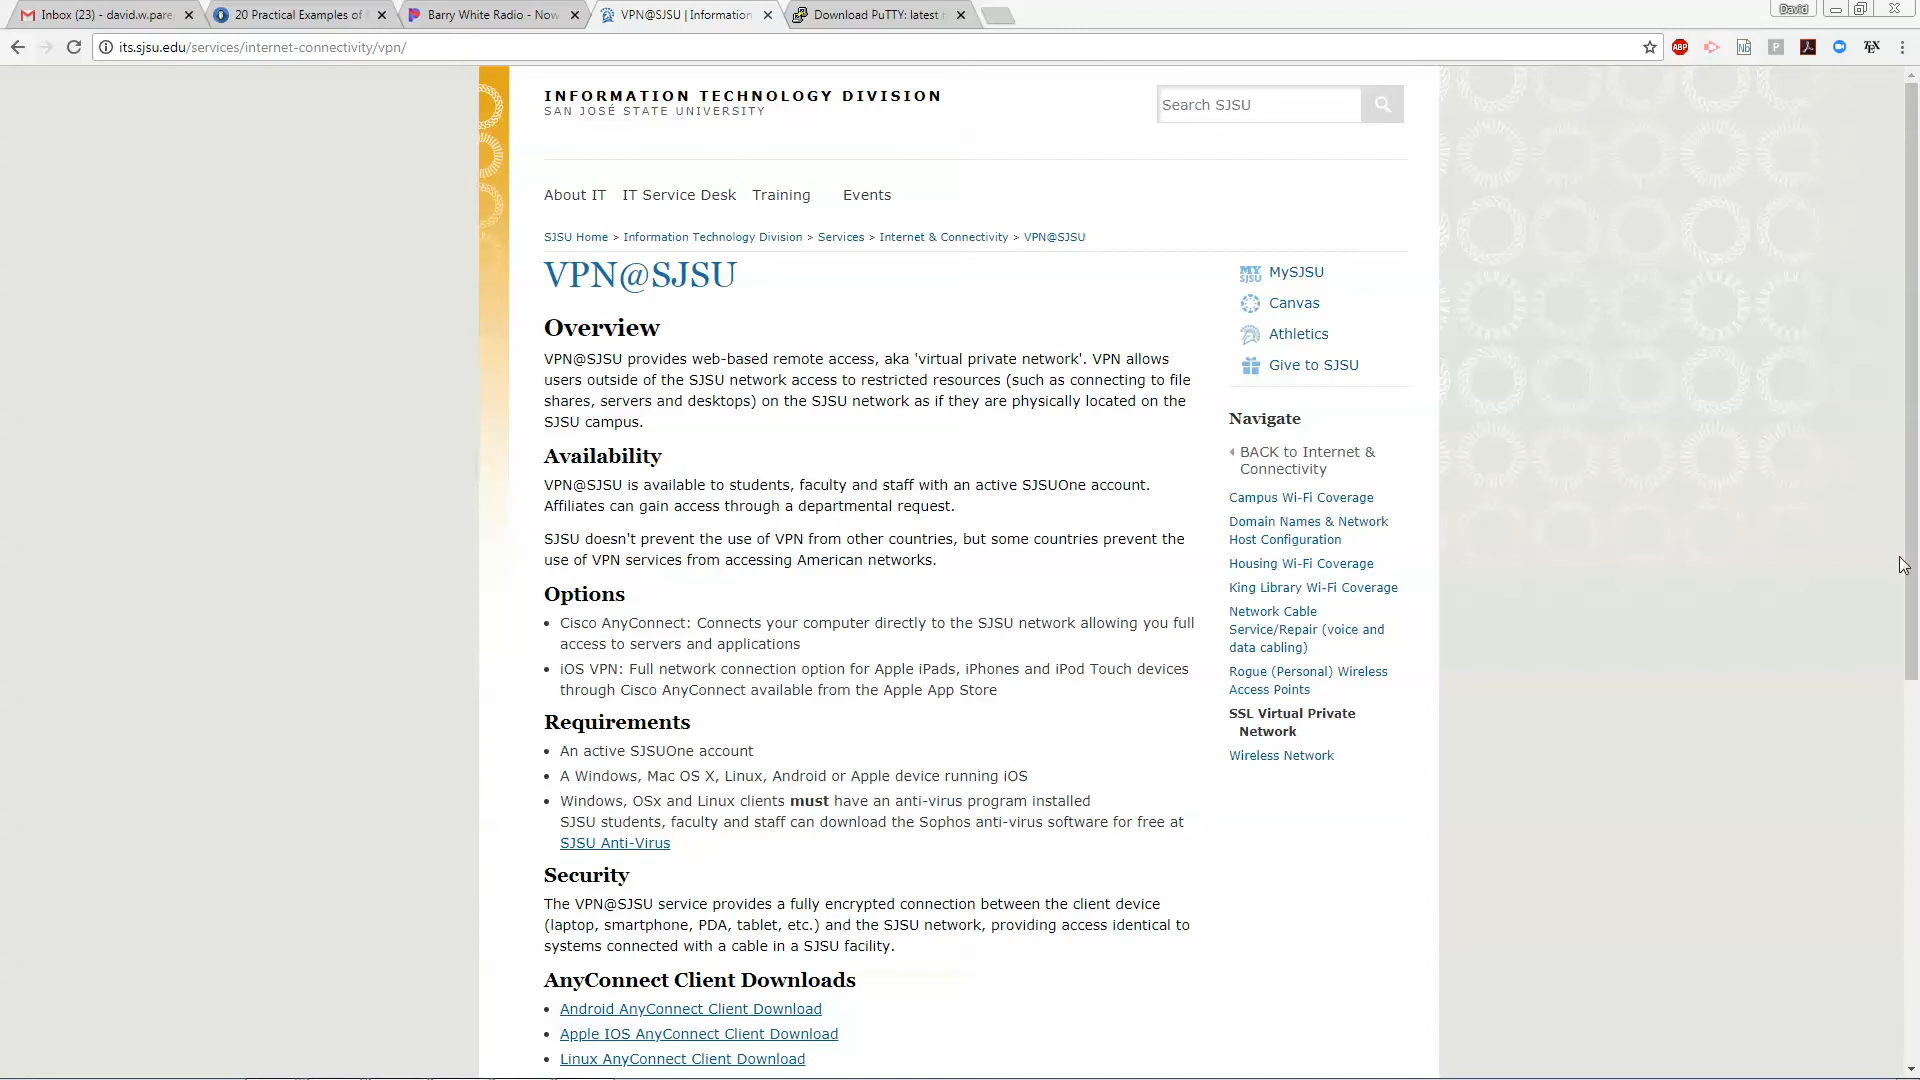 Inbox (23) - david.w.pare
20 Practical Examples of
Barry White Radio - Now
VPN@SJSU | Information
Download PuTTY: latest
David
its.sjsu.edu/services/internet-connectivity/vpn/
ABP
Nb
P
TEX
INFORMATION TECHNOLOGY DIVISION
SAN JOSÉ STATE UNIVERSITY
Search SJSU
About IT IT Service Desk Training Events
SJSU Home > Information Technology Division > Services > Internet & Connectivity > VPN@SJSU
VPN@SJSU
Overview
VPN@SJSU provides web-based remote access, aka 'virtual private network'. VPN allows
users outside of the SJSU network access to restricted resources (such as connecting to file
shares, servers and desktops) on the SJSU network as if they are physically located on the
SJSU campus.
Availability
VPN@SJSU is available to students, faculty and staff with an active SJSUOne account.
Affiliates can gain access through a departmental request.
SJSU doesn't prevent the use of VPN from other countries, but some countries prevent the
use of VPN services from accessing American networks.
Options
• Cisco AnyConnect: Connects your computer directly to the SJSU network allowing you full
access to servers and applications
• iOS VPN: Full network connection option for Apple iPads, iPhones and iPod Touch devices
through Cisco AnyConnect available from the Apple App Store
Requirements
• An active SJSUOne account
• A Windows, Mac OS X, Linux, Android or Apple device running iOS
• Windows, OSx and Linux clients must have an anti-virus program installed
SJSU students, faculty and staff can download the Sophos anti-virus software for free at
SJSU Anti-Virus
Security
The VPN@SJSU service provides a fully encrypted connection between the client device
(laptop, smartphone, PDA, tablet, etc.) and the SJSU network, providing access identical to
systems connected with a cable in a SJSU facility.
AnyConnect Client Downloads
• Android AnyConnect Client Download
• Apple IOS AnyConnect Client Download
• Linux AnyConnect Client Download
MY SJSU
MySJSU
Canvas
Athletics
Give to SJSU
Navigate
BACK to Internet &
Connectivity
Campus Wi-Fi Coverage
Domain Names & Network
Host Configuration
Housing Wi-Fi Coverage
King Library Wi-Fi Coverage
Network Cable
Service/Repair (voice and
data cabling)
Rogue (Personal) Wireless
Access Points
SSL Virtual Private
Network
Wireless Network